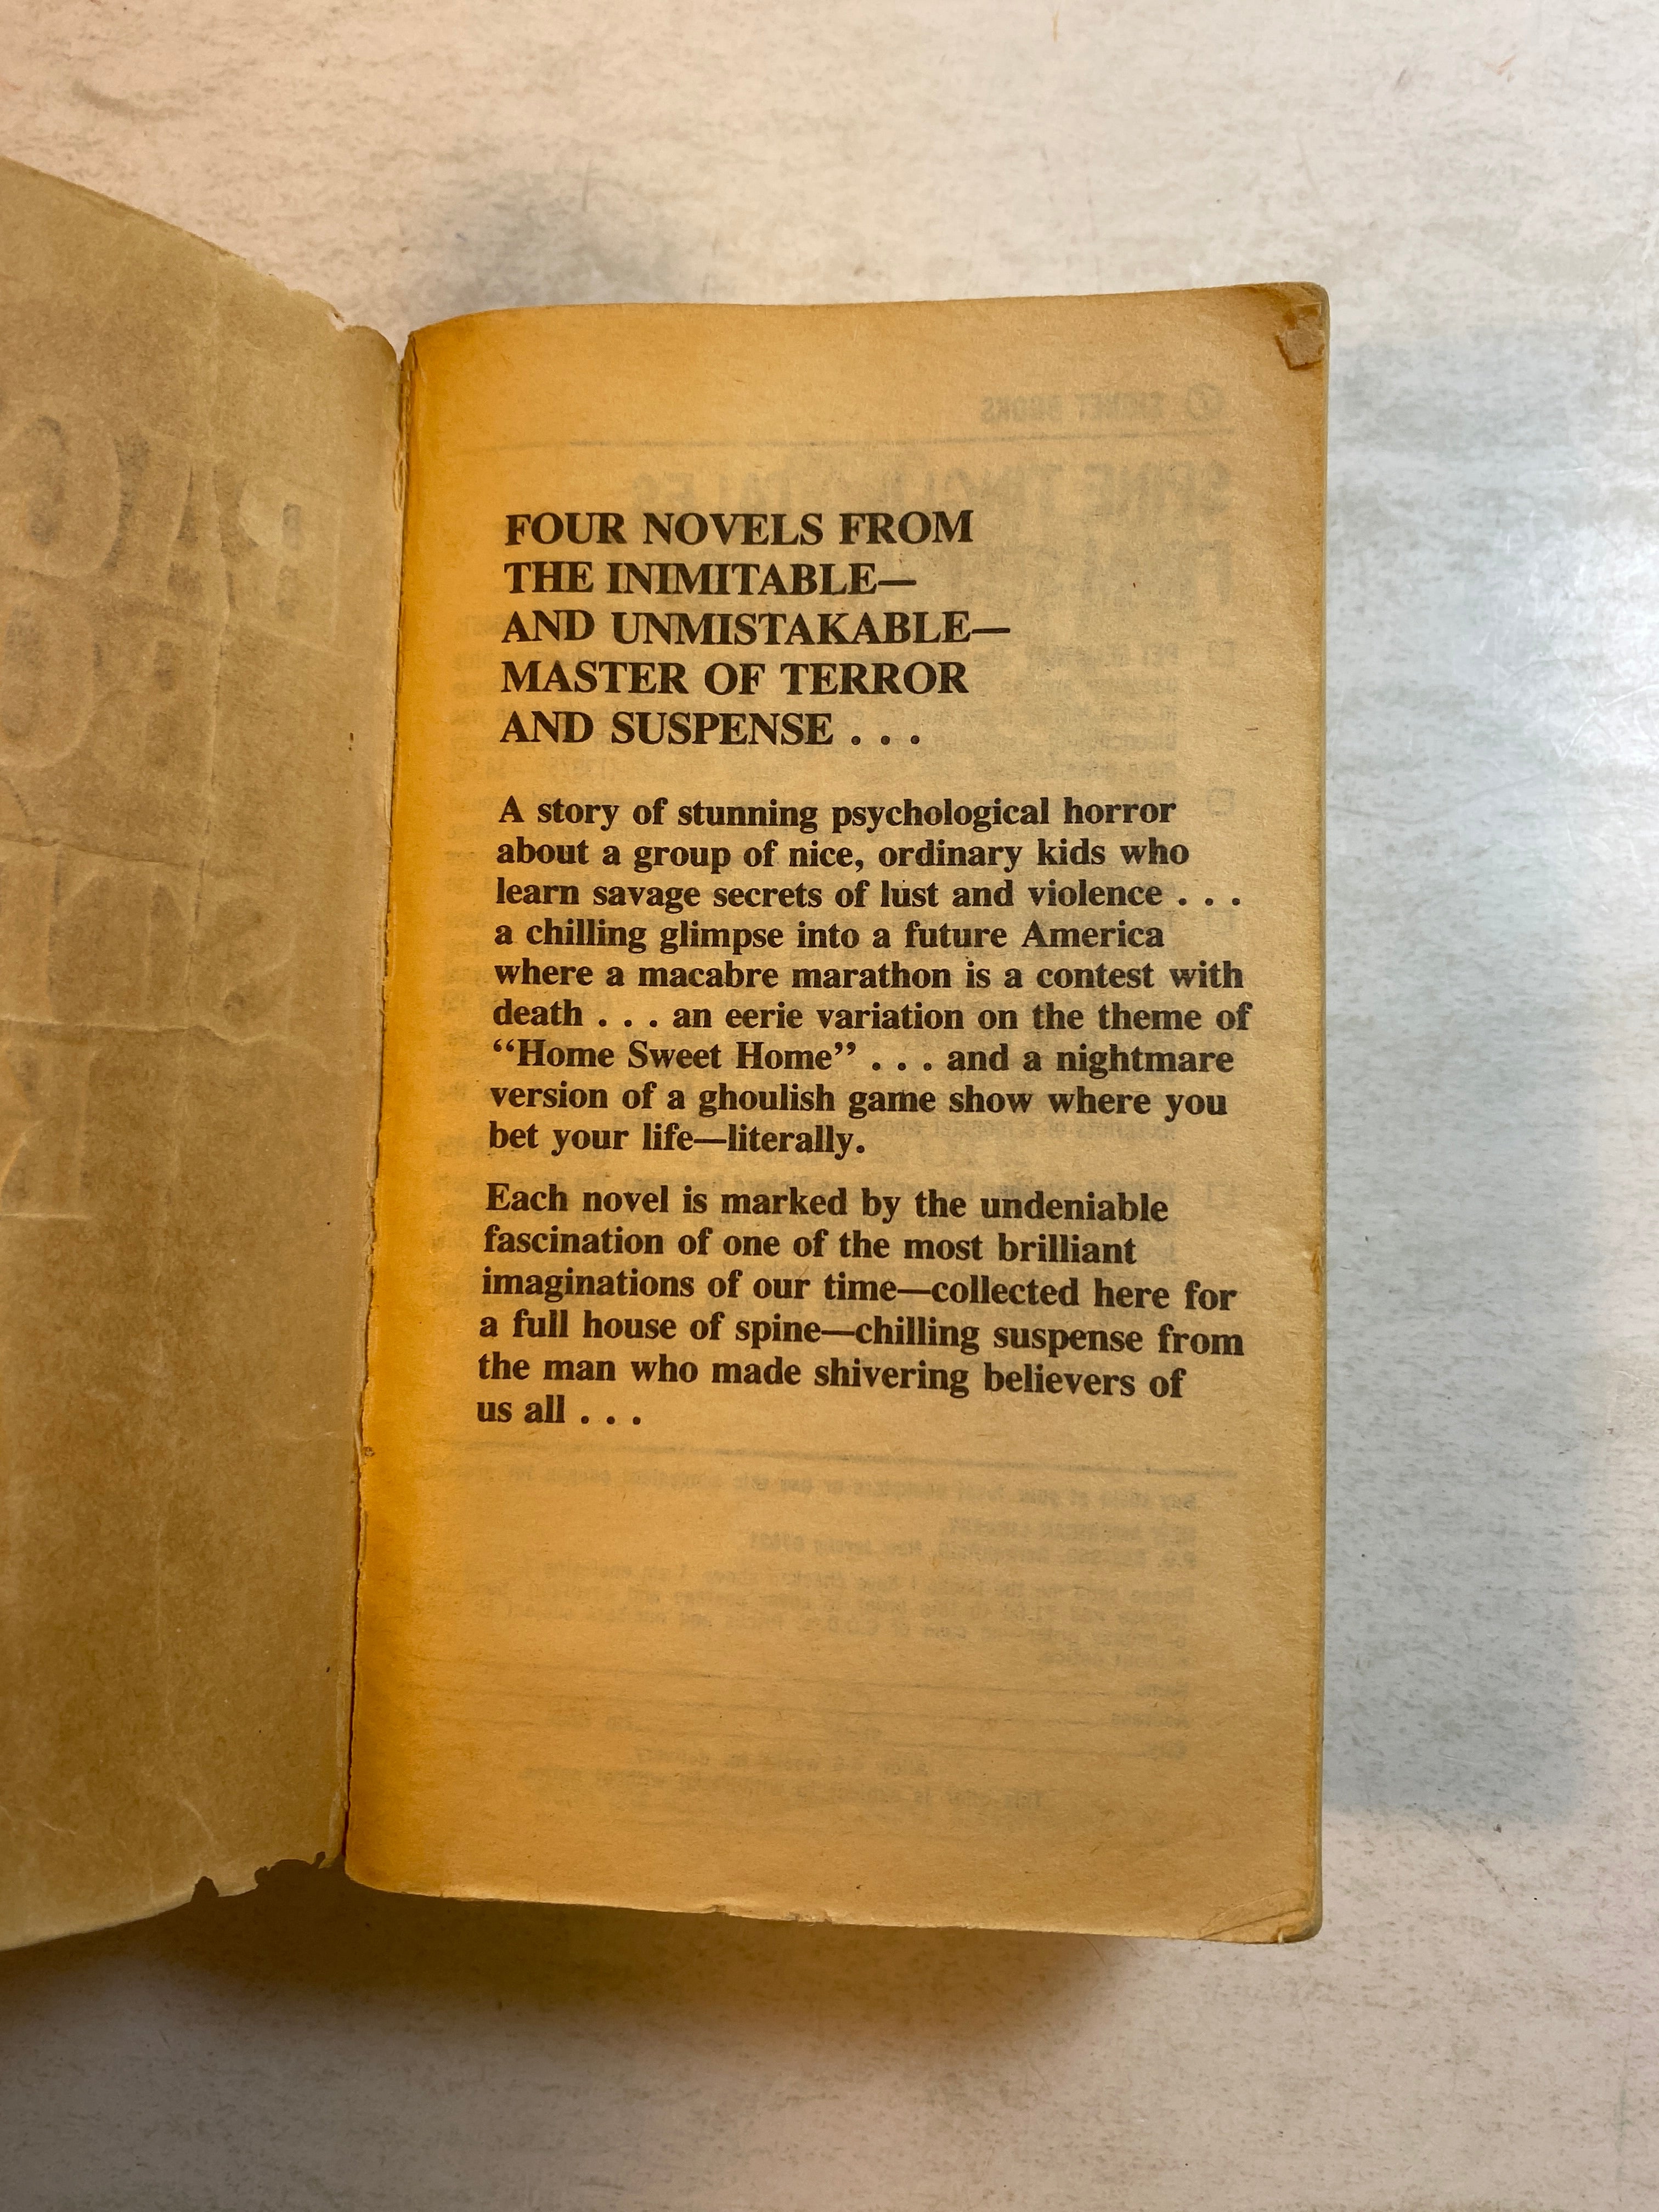 FOUR NOVELS FROM
THE INIMITABLE—
AND UNMISTAKABLE—
MASTER OF TERROR
AND SUSPENSE . . .
A story of stunning psychological horror
about a group of nice, ordinary kids who
learn savage secrets of lust and violence . . .
a chilling glimpse into a future America
where a macabre marathon is a contest with
death . . . an eerie variation on the theme of
“Home Sweet Home” . . . and a nightmare
version of a ghoulish game show where you
bet your life—literally.
Each novel is marked by the undeniable
fascination of one of the most brilliant
imaginations of our time—collected here for
a full house of spine—chilling suspense from
the man who made shivering believers of
us all . . .